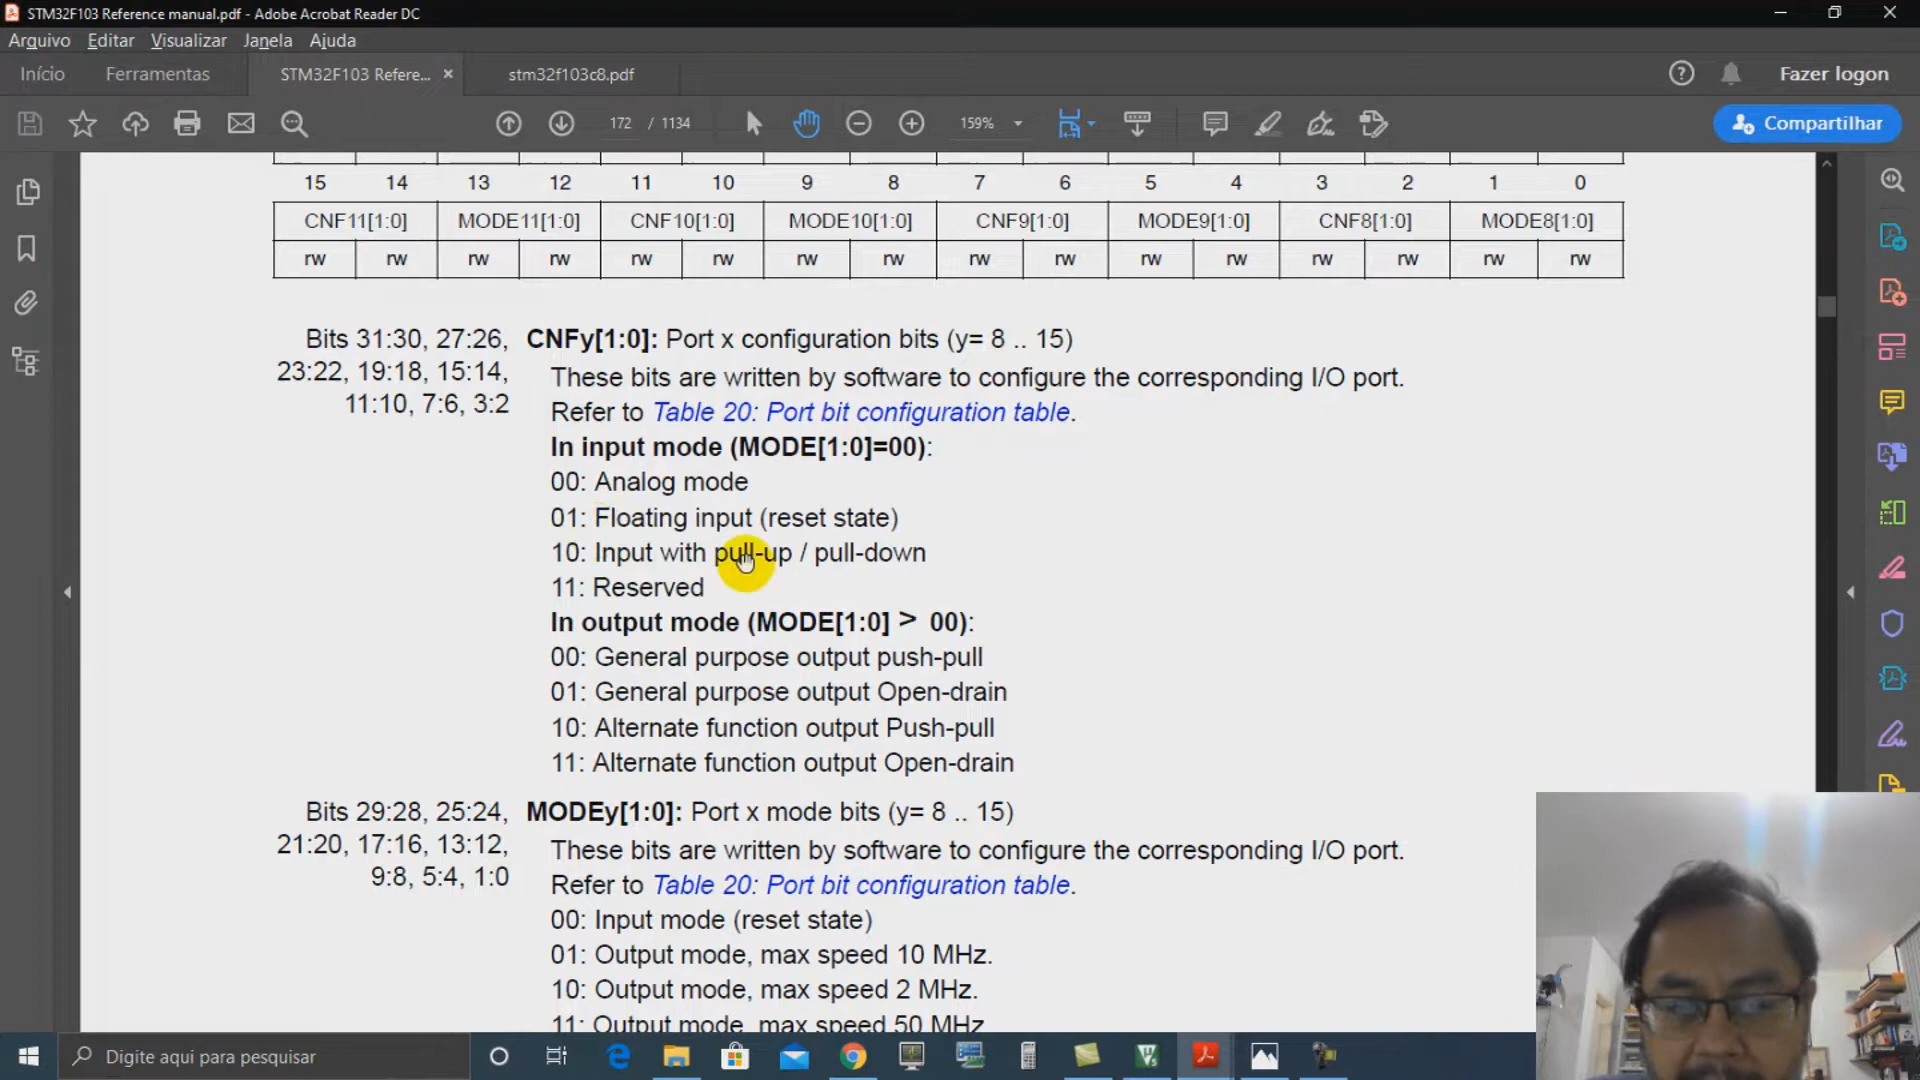 STM32F103 Reference manual.pdf - Adobe Acrobat Reader DC
Arquivo Editar Visualizar Janela Ajuda
Início Ferramentas STM32F103 Refere... × stm32f103c8.pdf Fazer logon
172 / 1134 159% Compartilhar
15 14 13 12 11 10 9 8 7 6 5 4 3 2 1 0
CNF11[1:0] MODE11[1:0] CNF10[1:0] MODE10[1:0] CNF9[1:0] MODE9[1:0] CNF8[1:0] MODE8[1:0]
rw rw rw rw rw rw rw rw rw rw rw rw rw rw rw rw
Bits 31:30, 27:26, CNFy[1:0]: Port x configuration bits (y= 8 .. 15)
23:22, 19:18, 15:14, These bits are written by software to configure the corresponding I/O port.
11:10, 7:6, 3:2 Refer to Table 20: Port bit configuration table.
In input mode (MODE[1:0]=00):
00: Analog mode
01: Floating input (reset state)
10: Input with pull-up / pull-down
11: Reserved
In output mode (MODE[1:0] > 00):
00: General purpose output push-pull
01: General purpose output Open-drain
10: Alternate function output Push-pull
11: Alternate function output Open-drain
Bits 29:28, 25:24, MODEy[1:0]: Port x mode bits (y= 8 .. 15)
21:20, 17:16, 13:12, These bits are written by software to configure the corresponding I/O port.
9:8, 5:4, 1:0 Refer to Table 20: Port bit configuration table.
00: Input mode (reset state)
01: Output mode, max speed 10 MHz.
10: Output mode, max speed 2 MHz.
11: Output mode, max speed 50 MHz
Digite aqui para pesquisar